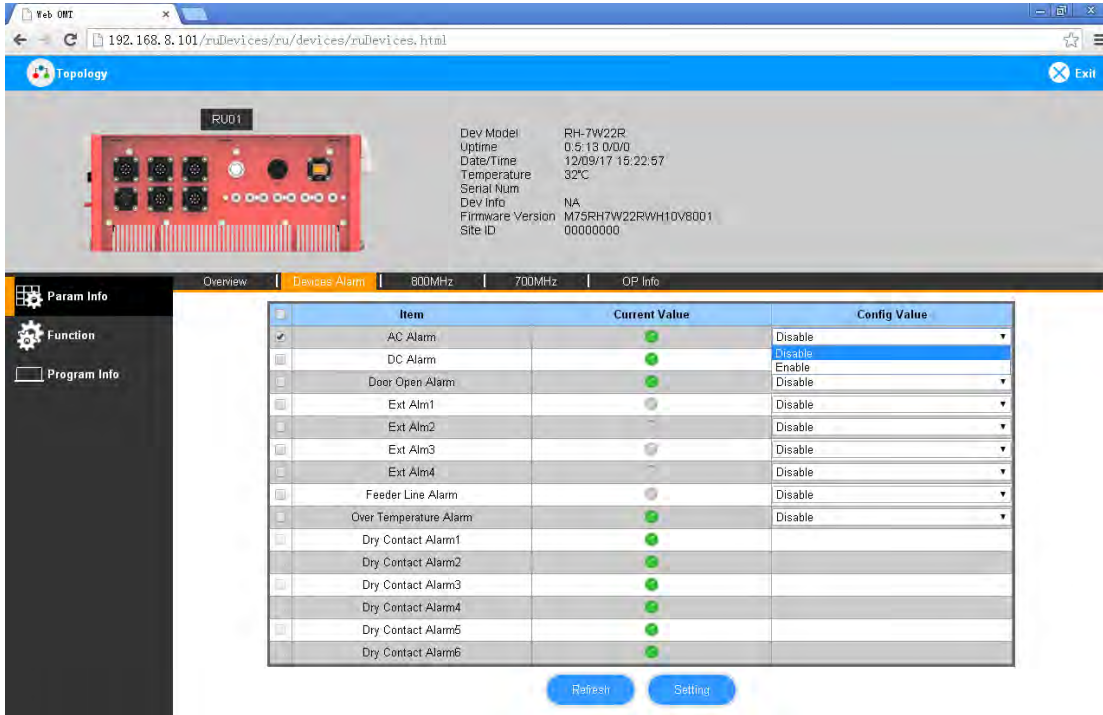 Web OMT
192.168.8.101/ruDevices/ru/devices/ruDevices.html
Topology
Exit
RU01
Dev Model RH-7W22R
Uptime 0:5:13 0/0/0
Date/Time 12/09/17 15:22:57
Temperature 32℃
Serial Num
Dev Info NA
Firmware Version M75RH7W22RWH10V8001
Site ID 00000000
Param Info
Function
Program Info
Overview Devices Alarm 800MHz 700MHz OP Info
Item Current Value Config Value
AC Alarm Disable
Disable
Enable
DC Alarm
Door Open Alarm Disable
Ext Alm1 Disable
Ext Alm2 Disable
Ext Alm3 Disable
Ext Alm4 Disable
Feeder Line Alarm Disable
Over Temperature Alarm Disable
Dry Contact Alarm1
Dry Contact Alarm2
Dry Contact Alarm3
Dry Contact Alarm4
Dry Contact Alarm5
Dry Contact Alarm6
Refresh Setting